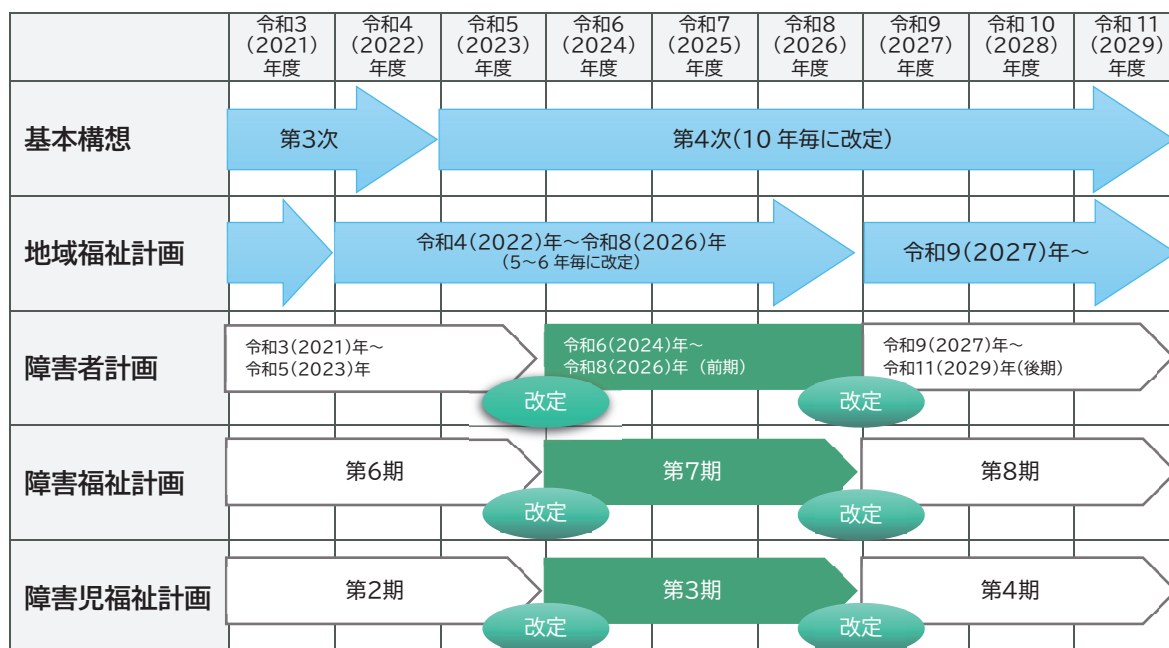 令和3
（2021）
年度
令和4
（2022）
年度
令和5
（2023）
年度
令和6
（2024）
年度
令和7
（2025）
年度
令和8
（2026）
年度
令和9
（2027）
年度
令和 10
（2028）
年度
令和 11
（2029）
年度
基本構想
第3次
第4次（10 年毎に改定）
地域福祉計画
令和4（2022）年～令和8（2026）年
（5～6 年毎に改定）
令和9（2027）年～
障害者計画
令和3（2021）年～
令和5（2023）年
令和6（2024）年～
令和8（2026）年（前期）
令和9（2027）年～
令和11（2029）年(後期)
改定
改定
障害福祉計画
第6期
第7期
第8期
改定
改定
障害児福祉計画
第2期
第3期
第4期
改定
改定